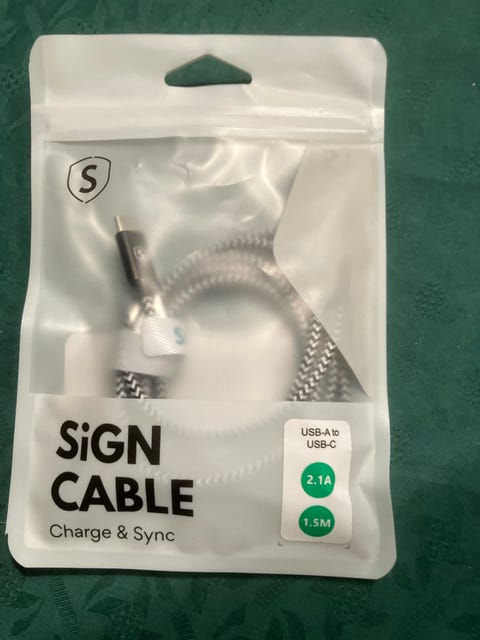 S
S
SiGN
CABLE
Charge & Sync
USB-A to
USB-C
2.1A
1.5M